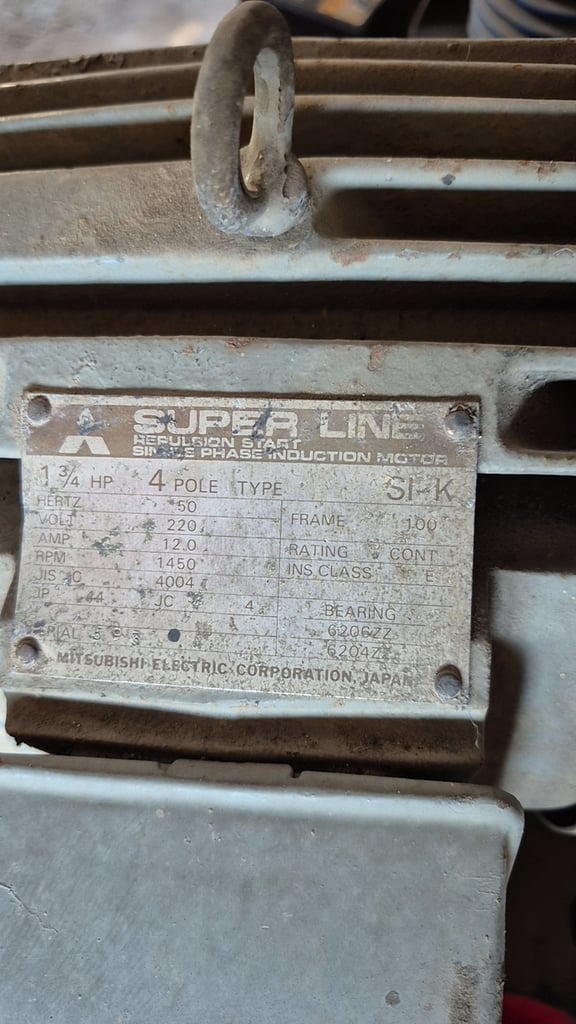 SUPER LINE
REPULSION START
SINGLE PHASE INDUCTION MOTOR
1 3/4 HP 4 POLE TYPE SI-K
HERTZ 50
VOLT 220 FRAME 100
AMP 12.0 RATING CONT
RPM 1450 INS CLASS E
JIS C 4004
IP 44 JC 4 BEARING
6206ZZ
SERIAL 6204ZZ
MITSUBISHI ELECTRIC CORPORATION, JAPAN